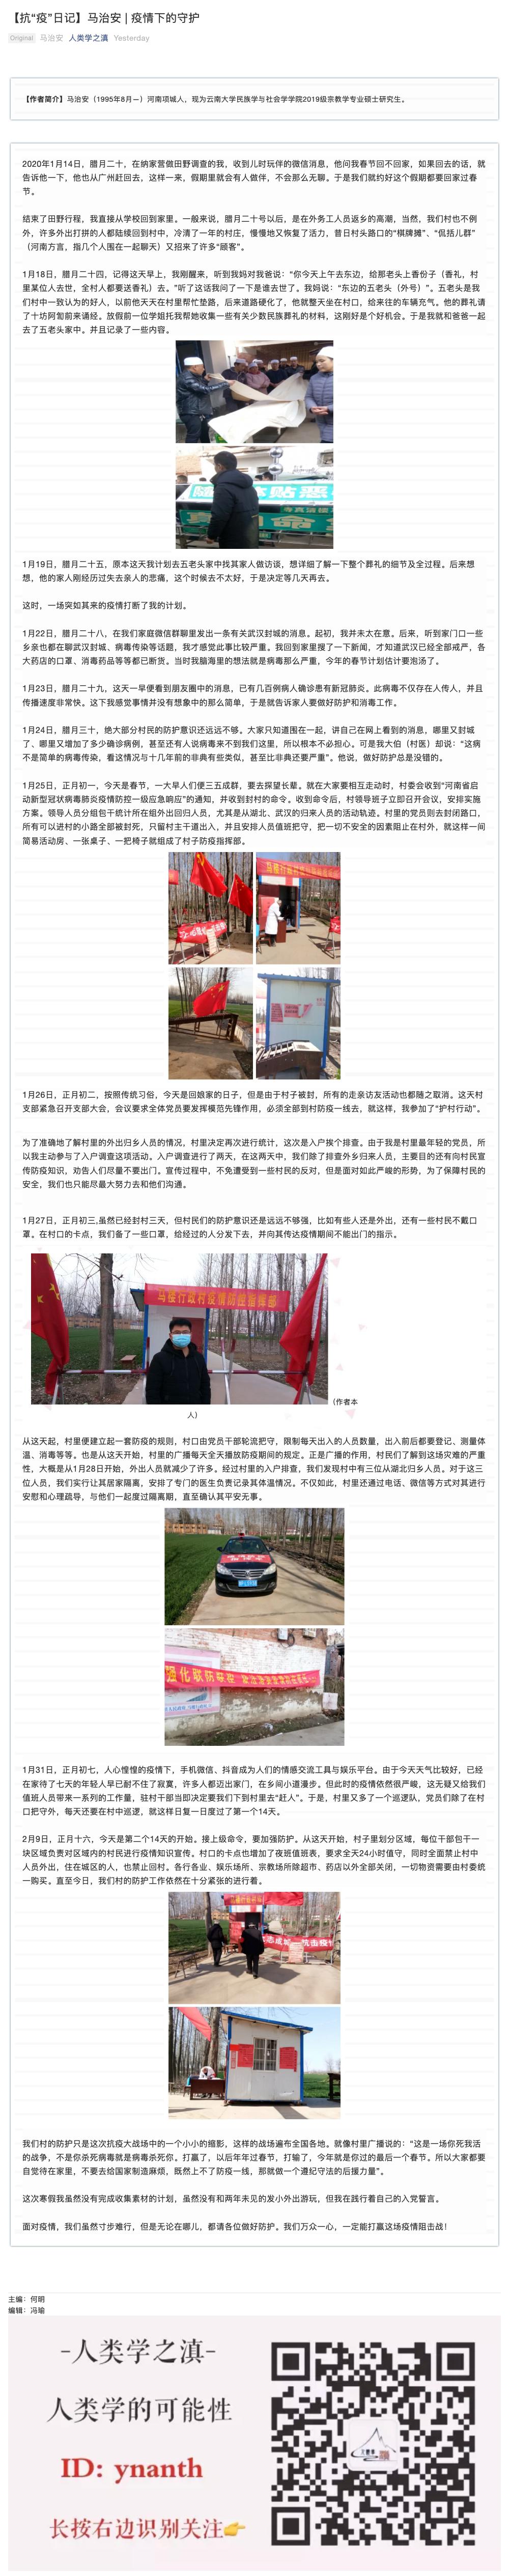 【抗“疫”日记】马治安 | 疫情下的守护
Original 马治安 人类学之滇 Yesterday
【作者简介】马治安（1995年8月—）河南项城人，现为云南大学民族学与社会学学院2019级宗教学专业硕士研究生。
2020年1月14日，腊月二十，在纳家营做田野调查的我，收到儿时玩伴的微信消息，他问我春节回不回家，如果回去的话，就
告诉他一下，他也从广州赶回去，这样一来，假期里就会有人做伴，不会那么无聊。于是我们就约好这个假期都要回家过春
节。
结束了田野行程，我直接从学校回到家里。一般来说，腊月二十号以后，是在外务工人员返乡的高潮，当然，我们村也不例
外，许多外出打拼的人都陆续回到村中，冷清了一年的村庄，慢慢地又恢复了活力，昔日村头路口的“棋牌摊”、“侃括儿群”
（河南方言，指几个人围在一起聊天）又招来了许多“顾客”。
1月18日，腊月二十四，记得这天早上，我刚醒来，听到我妈对我爸说：“你今天上午去东边，给那老头上香份子（香礼，村
里某位人去世，全村人都要送香礼）去。”听了这话我问了一下是谁去世了。我妈说：“东边的五老头（外号）”。五老头是我
们村中一致认为的好人，以前他天天在村里帮忙垫路，后来道路硬化了，他就整天坐在村口，给来往的车辆充气。他的葬礼请
了十坊阿訇前来诵经。放假前一位学姐托我帮她收集一些有关少数民族葬礼的材料，这刚好是个好机会。于是我就和爸爸一起
去了五老头家中。并且记录了一些内容。
1月19日，腊月二十五，原本这天我计划去五老头家中找其家人做访谈，想详细了解一下整个葬礼的细节及全过程。后来想
想，他的家人刚经历过失去亲人的悲痛，这个时候去不太好，于是决定等几天再去。
这时，一场突如其来的疫情打断了我的计划。
1月22日，腊月二十八，在我们家庭微信群聊里发出一条有关武汉封城的消息。起初，我并未太在意。后来，听到家门口一些
乡亲也都在聊武汉封城、病毒传染等话题，我才感觉此事比较严重。我回到家里搜了一下新闻，才知道武汉已经全部戒严，各
大药店的口罩、消毒药品等等都已断货。当时我脑海里的想法就是病毒那么严重，今年的春节计划估计要泡汤了。
1月23日，腊月二十九，这天一早便看到朋友圈中的消息，已有几百例病人确诊患有新冠肺炎。此病毒不仅存在人传人，并且
传播速度非常快。这下我感觉事情并没有想象中的那么简单，于是就告诉家人要做好防护和消毒工作。
1月24日，腊月三十，绝大部分村民的防护意识还远远不够。大家只知道围在一起，讲自己在网上看到的消息，哪里又封城
了、哪里又增加了多少确诊病例，甚至还有人说病毒来不到我们这里，所以根本不必担心。可是我大伯（村医）却说：“这病
不是简单的病毒传染，看这情况与十几年前的非典有些类似，甚至比非典还要严重”。他说，做好防护总是没错的。
1月25日，正月初一，今天是春节，一大早人们便三五成群，要去探望长辈。就在大家要相互走动时，村委会收到“河南省启
动新型冠状病毒肺炎疫情防控一级应急响应”的通知，并收到封村的命令。收到命令后，村领导班子立即召开会议，安排实施
方案。领导人员分组包干统计所在组外出回归人员，尤其是从湖北、武汉的归来人员的活动轨迹。村里的党员则去封闭路口，
所有可以进村的小路全部被封死，只留村主干道出入，并且安排人员值班把守，把一切不安全的因素阻止在村外，就这样一间
简易活动房、一张桌子、一把椅子就组成了村子防疫指挥部。
1月26日，正月初二，按照传统习俗，今天是回娘家的日子，但是由于村子被封，所有的走亲访友活动也都随之取消。这天村
支部紧急召开支部大会，会议要求全体党员要发挥模范先锋作用，必须全部到村防疫一线去，就这样，我参加了“护村行动”。
为了准确地了解村里的外出归乡人员的情况，村里决定再次进行统计，这次是入户挨个排查。由于我是村里最年轻的党员，所
以我主动参与了入户调查这项活动。入户调查进行了两天，在这两天中，我们除了排查外乡归来人员，主要目的还有向村民宣
传防疫知识，劝告人们尽量不要出门。宣传过程中，不免遭受到一些村民的反对，但是面对如此严峻的形势，为了保障村民的
安全，我们也只能尽最大努力去和他们沟通。
1月27日，正月初三,虽然已经封村三天，但村民们的防护意识还是远远不够强，比如有些人还是外出，还有一些村民不戴口
罩。在村口的卡点，我们备了一些口罩，给经过的人分发下去，并向其传达疫情期间不能出门的指示。
马楼行政村疫情防控指挥部
（作者本
人）
从这天起，村里便建立起一套防疫的规则，村口由党员干部轮流把守，限制每天出入的人员数量，出入前后都要登记、测量体
温、消毒等等。也是从这天开始，村里的广播每天全天播放防疫期间的规定。正是广播的作用，村民们了解到这场灾难的严重
性，大概是从1月28日开始，外出人员就减少了许多。经过村里的入户排查，我们发现村中有三位从湖北归乡人员。对于这三
位人员，我们实行让其居家隔离，安排了专门的医生负责记录其体温情况。不仅如此，村里还通过电话、微信等方式对其进行
安慰和心理疏导，与他们一起度过隔离期，直至确认其平安无事。
强化联防联控
1月31日，正月初七，人心惶惶的疫情下，手机微信、抖音成为人们的情感交流工具与娱乐平台。由于今天天气比较好，已经
在家待了七天的年轻人早已耐不住了寂寞，许多人都迈出家门，在乡间小道漫步。但此时的疫情依然很严峻，这无疑又给我们
值班人员带来一系列的工作量，驻村干部当即决定要我们下到村里去“赶人”。于是，村里又多了一个巡逻队，党员们除了在村
口把守外，每天还要在村中巡逻，就这样日复一日度过了第一个14天。
2月9日，正月十六，今天是第二个14天的开始。接上级命令，要加强防护。从这天开始，村子里划分区域，每位干部包干一
块区域负责对区域内的村民进行疫情知识宣传。村口的卡点也增加了夜班值班表，要求全天24小时值守，同时全面禁止村中
人员外出，住在城区的人，也禁止回村。各行各业、娱乐场所、宗教场所除超市、药店以外全部关闭，一切物资需要由村委统
一购买。直至今日，我们村的防护工作依然在十分紧张的进行着。
我们村的防护只是这次抗疫大战场中的一个小小的缩影，这样的战场遍布全国各地。就像村里广播说的：“这是一场你死我活
的战争，不是你杀死病毒就是病毒杀死你。打赢了，以后年年过春节，打输了，今年就是你过的最后一个春节。所以大家都要
自觉待在家里，不要去给国家制造麻烦，既然上不了防疫一线，那就做一个遵纪守法的后援力量”。
这次寒假我虽然没有完成收集素材的计划，虽然没有和两年未见的发小外出游玩，但我在践行着自己的入党誓言。
面对疫情，我们虽然寸步难行，但是无论在哪儿，都请各位做好防护。我们万众一心，一定能打赢这场疫情阻击战！
主编：何明
编辑：冯瑜
-人类学之滇-
人类学的可能性
ID: ynanth
长按右边识别关注